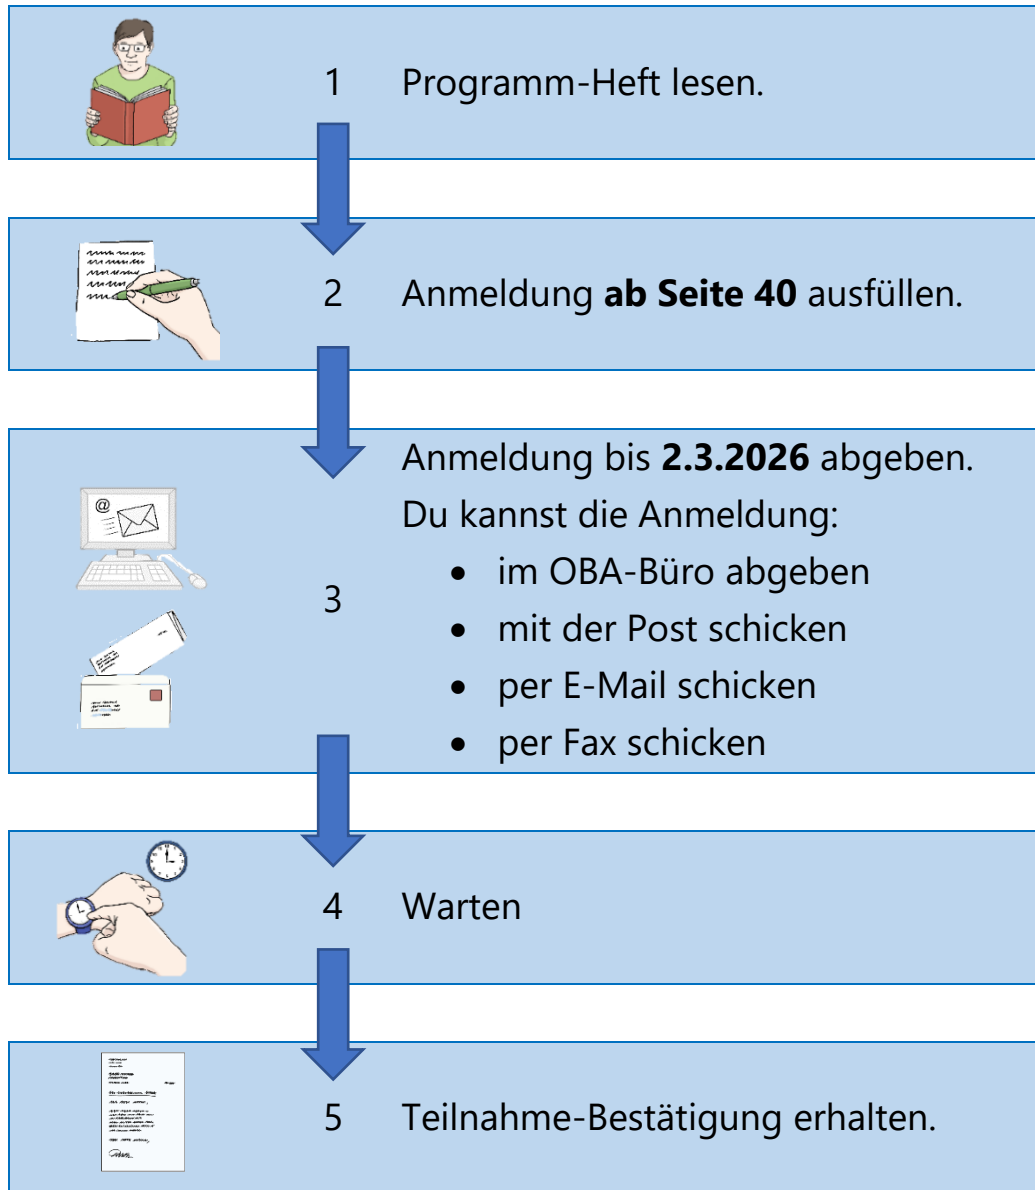 1 Programm-Heft lesen.
2 Anmeldung ab Seite 40 ausfüllen.
Anmeldung bis 2.3.2026 abgeben.
Du kannst die Anmeldung:
• im OBA-Büro abgeben
3
• mit der Post schicken
• per E-Mail schicken
• per Fax schicken
4 Warten
5 Teilnahme-Bestätigung erhalten.
@